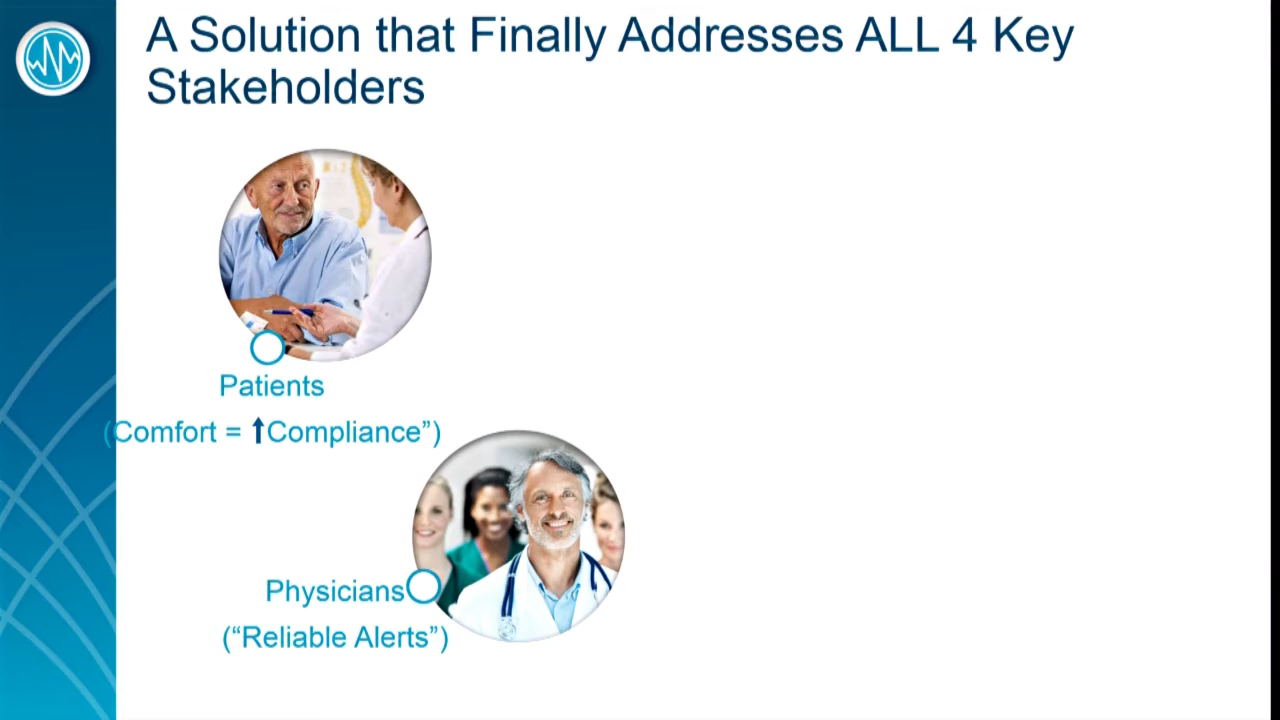 A Solution that Finally Addresses ALL 4 Key
Stakeholders
Patients
(Comfort = ⬆Compliance”)
Physicians
(“Reliable Alerts”)